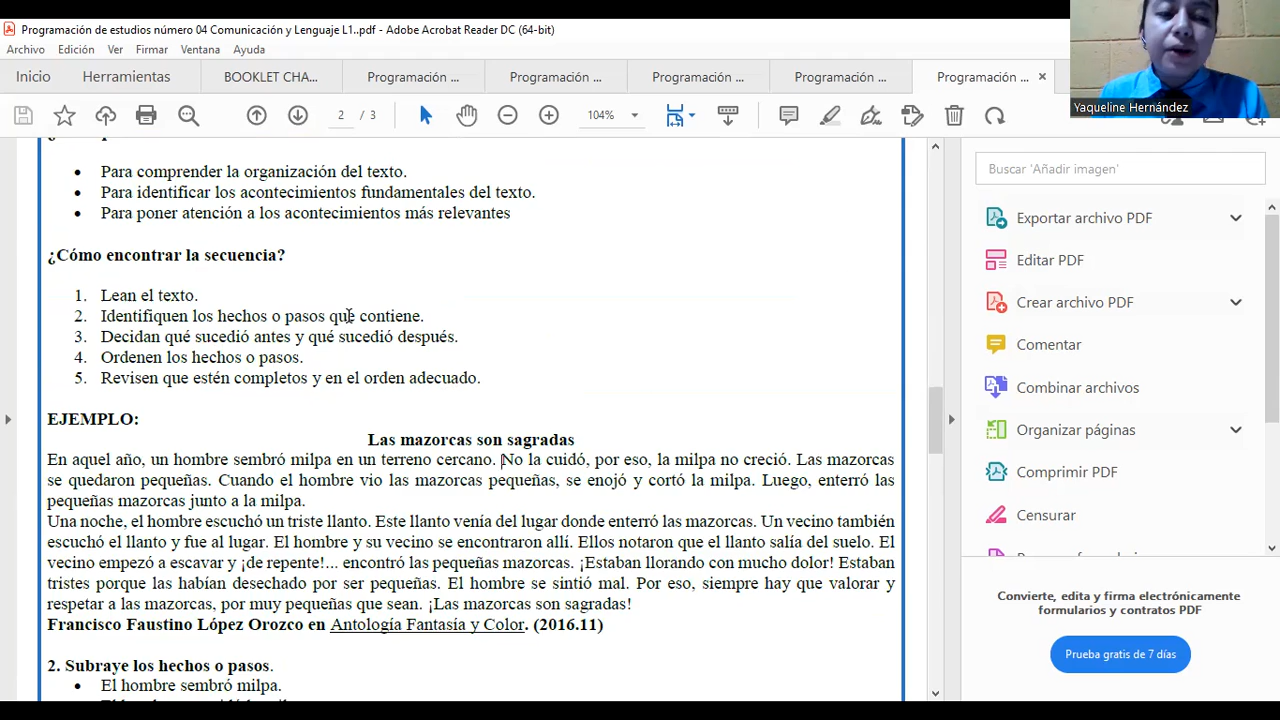 Programación de estudios número 04 Comunicación y Lenguaje L1..pdf - Adobe Acrobat Reader DC (64-bit)
Archivo Edición Ver Firmar Ventana Ayuda
Inicio Herramientas BOOKLET CHA... Programación ... Programación ... Programación ... Programación ... Programación ...
Yaqueline Hernández
2 / 3 104%
Para comprender la organización del texto.
Para identificar los acontecimientos fundamentales del texto.
Para poner atención a los acontecimientos más relevantes
¿Cómo encontrar la secuencia?
1. Lean el texto.
2. Identifiquen los hechos o pasos que contiene.
3. Decidan qué sucedió antes y qué sucedió después.
4. Ordenen los hechos o pasos.
5. Revisen que estén completos y en el orden adecuado.
EJEMPLO:
Las mazorcas son sagradas
En aquel año, un hombre sembró milpa en un terreno cercano. No la cuidó, por eso, la milpa no creció. Las mazorcas
se quedaron pequeñas. Cuando el hombre vio las mazorcas pequeñas, se enojó y cortó la milpa. Luego, enterró las
pequeñas mazorcas junto a la milpa.
Una noche, el hombre escuchó un triste llanto. Este llanto venía del lugar donde enterró las mazorcas. Un vecino también
escuchó el llanto y fue al lugar. El hombre y su vecino se encontraron allí. Ellos notaron que el llanto salía del suelo. El
vecino empezó a escavar y ¡de repente!... encontró las pequeñas mazorcas. ¡Estaban llorando con mucho dolor! Estaban
tristes porque las habían desechado por ser pequeñas. El hombre se sintió mal. Por eso, siempre hay que valorar y
respetar a las mazorcas, por muy pequeñas que sean. ¡Las mazorcas son sagradas!
Francisco Faustino López Orozco en Antología Fantasía y Color. (2016.11)
2. Subraye los hechos o pasos.
El hombre sembró milpa.
Buscar 'Añadir imagen'
Exportar archivo PDF
Editar PDF
Crear archivo PDF
Comentar
Combinar archivos
Organizar páginas
Comprimir PDF
Censurar
Convierte, edita y firma electrónicamente
formularios y contratos PDF
Prueba gratis de 7 días